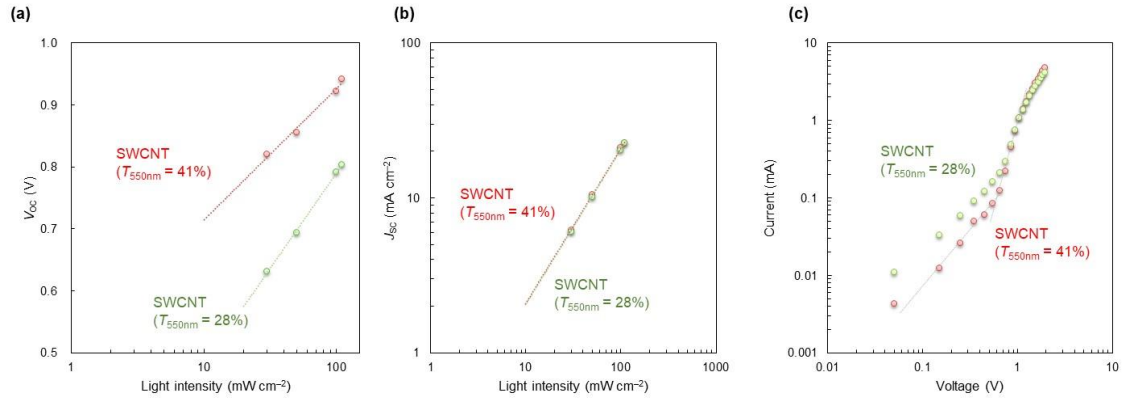 (a)
1.0
0.9
0.8
0.7
0.6
0.5
V_OC (V)
SWCNT
(T_550nm = 41%)
SWCNT
(T_550nm = 28%)
1
10
100
Light intensity (mW cm⁻²)
(b)
100
10
1
J_SC (mA cm⁻²)
SWCNT
(T_550nm = 41%)
SWCNT
(T_550nm = 28%)
1
10
100
1000
Light intensity (mW cm⁻²)
(c)
10
1
0.1
0.01
0.001
Current (mA)
SWCNT
(T_550nm = 28%)
SWCNT
(T_550nm = 41%)
0.01
0.1
1
10
Voltage (V)